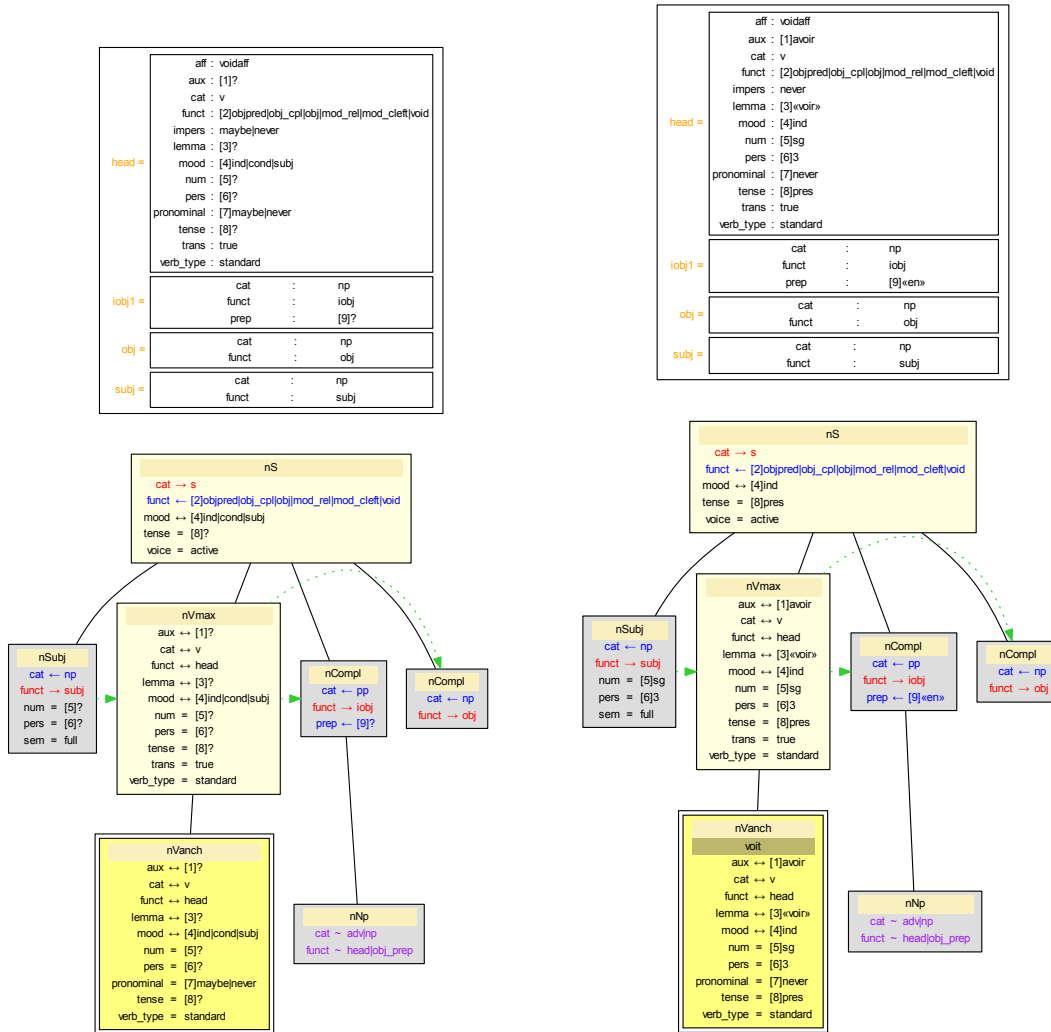 aff : voidaff
aux : [1]?
cat : v
funct : [2]objpred|obj_cpl|obj|mod_rel|mod_cleft|void
impers : maybe|never
lemma : [3]?
head =
mood : [4]ind|cond|subj
num : [5]?
pers : [6]?
pronominal : [7]maybe|never
tense : [8]?
trans : true
verb_type : standard
cat : np
iobj1 =
funct : iobj
prep : [9]?
obj =
cat : np
funct : obj
subj =
cat : np
funct : subj
nS
cat → s
funct ← [2]objpred|obj_cpl|obj|mod_rel|mod_cleft|void
mood ↔ [4]ind|cond|subj
tense = [8]?
voice = active
nSubj
cat ← np
funct → subj
num = [5]?
pers = [6]?
sem = full
nVmax
aux ↔ [1]?
cat ↔ v
funct ↔ head
lemma ↔ [3]?
mood ↔ [4]ind|cond|subj
num = [5]?
pers = [6]?
tense = [8]?
trans = true
verb_type = standard
nCompl
cat ← pp
funct → iobj
prep ← [9]?
nCompl
cat ← np
funct → obj
nVanch
aux ↔ [1]?
cat ↔ v
funct ↔ head
lemma ↔ [3]?
mood ↔ [4]ind|cond|subj
num = [5]?
pers = [6]?
pronominal = [7]maybe|never
tense = [8]?
verb_type = standard
nNp
cat ~ adv|np
funct ~ head|obj_prep
aff : voidaff
aux : [1]avoir
cat : v
funct : [2]objpred|obj_cpl|obj|mod_rel|mod_cleft|void
impers : never
lemma : [3]«voir»
head =
mood : [4]ind
num : [5]sg
pers : [6]3
pronominal : [7]never
tense : [8]pres
trans : true
verb_type : standard
cat : np
iobj1 =
funct : iobj
prep : [9]«en»
obj =
cat : np
funct : obj
subj =
cat : np
funct : subj
nS
cat → s
funct ← [2]objpred|obj_cpl|obj|mod_rel|mod_cleft|void
mood ↔ [4]ind
tense = [8]pres
voice = active
nSubj
cat ← np
funct → subj
num = [5]sg
pers = [6]3
sem = full
nVmax
aux ↔ [1]avoir
cat ↔ v
funct ↔ head
lemma ↔ [3]«voir»
mood ↔ [4]ind
num = [5]sg
pers = [6]3
tense = [8]pres
trans = true
verb_type = standard
nCompl
cat ← pp
funct → iobj
prep ← [9]«en»
nCompl
cat ← np
funct → obj
nVanch
voit
aux ↔ [1]avoir
cat ↔ v
funct ↔ head
lemma ↔ [3]«voir»
mood ↔ [4]ind
num = [5]sg
pers = [6]3
pronominal = [7]never
tense = [8]pres
verb_type = standard
nNp
cat ~ adv|np
funct ~ head|obj_prep